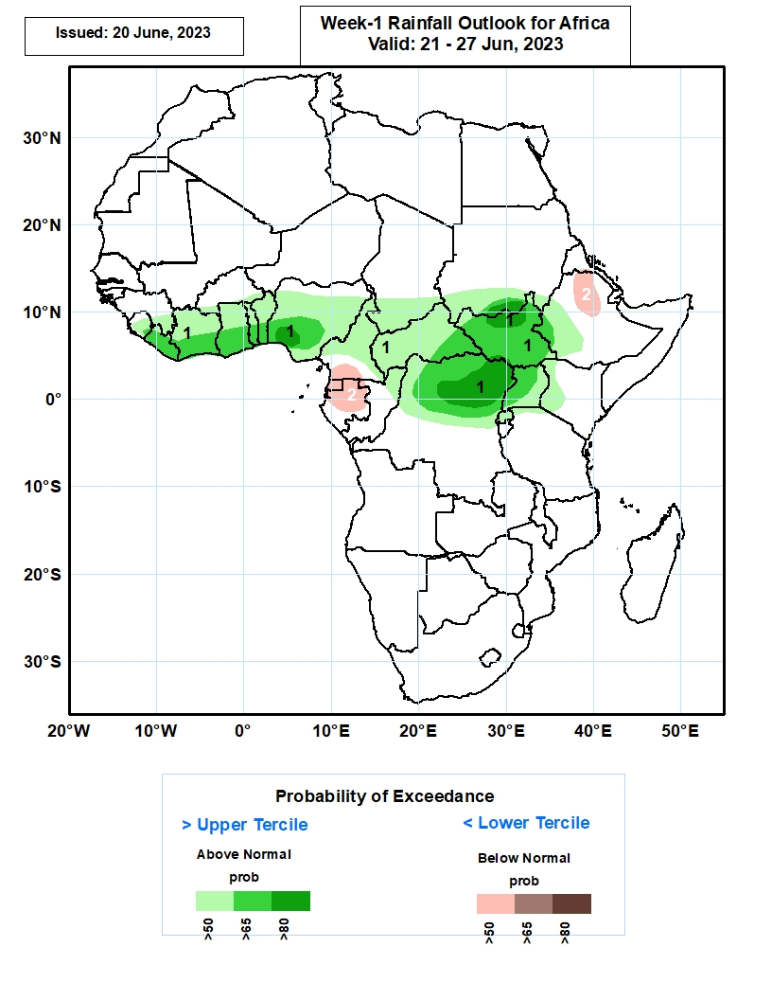 Issued: 20 June, 2023
Week-1 Rainfall Outlook for Africa
Valid: 21 - 27 Jun, 2023
30°N
20°N
2
10°N
1
1
1
1
1
1
2
0°
10°S
20°S
30°S
20°W 10°W 0° 10°E 20°E 30°E 40°E 50°E
Probability of Exceedance
> Upper Tercile < Lower Tercile
Above Normal Below Normal
prob prob
>50 >65 >80 >50 >65 >80